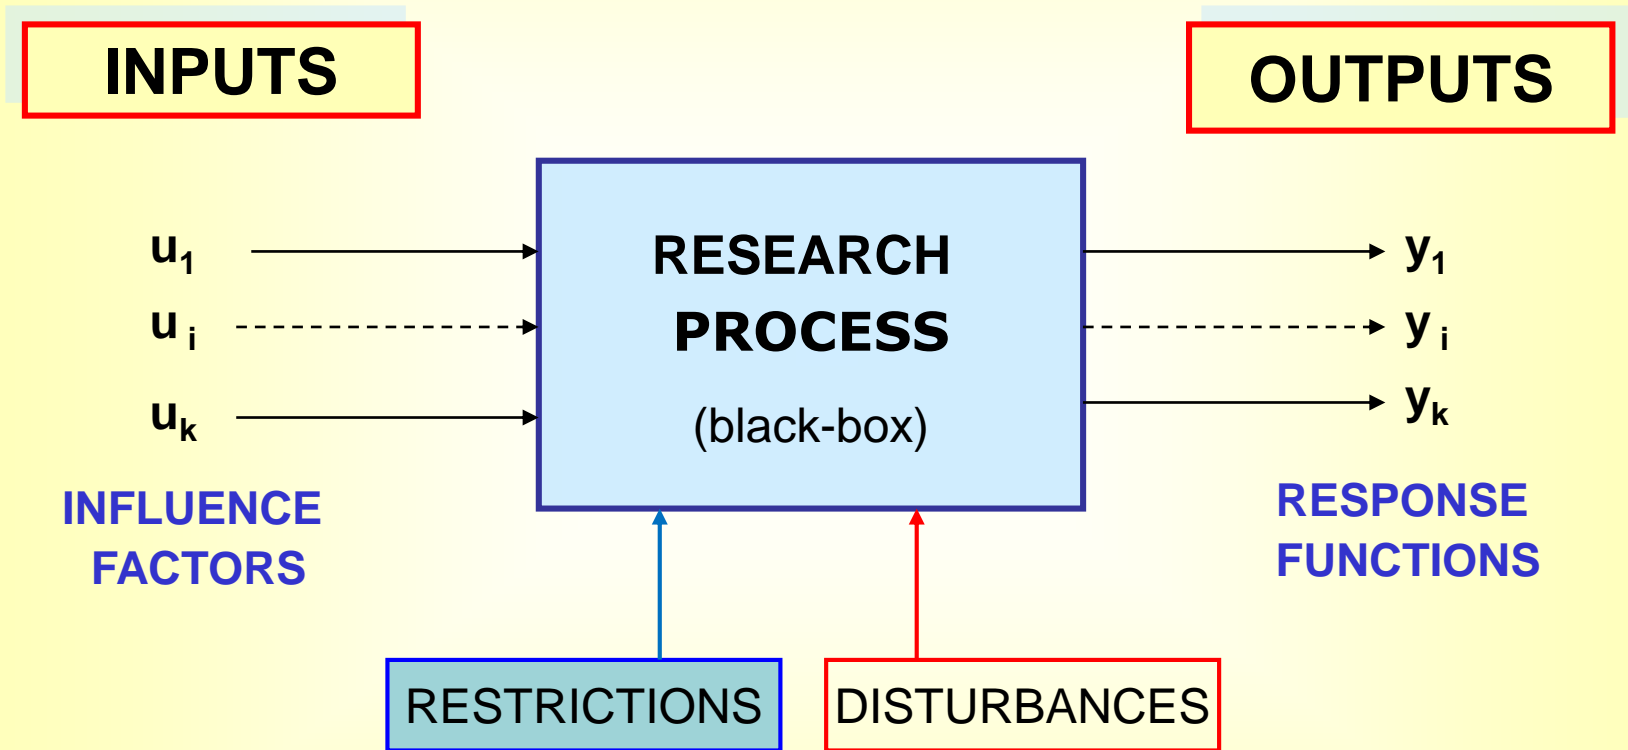 INPUTS
OUTPUTS
u1
RESEARCH
y1
u i
PROCESS
y i
uk
(black-box)
yk
INFLUENCE
FACTORS
RESPONSE
FUNCTIONS
RESTRICTIONS
DISTURBANCES